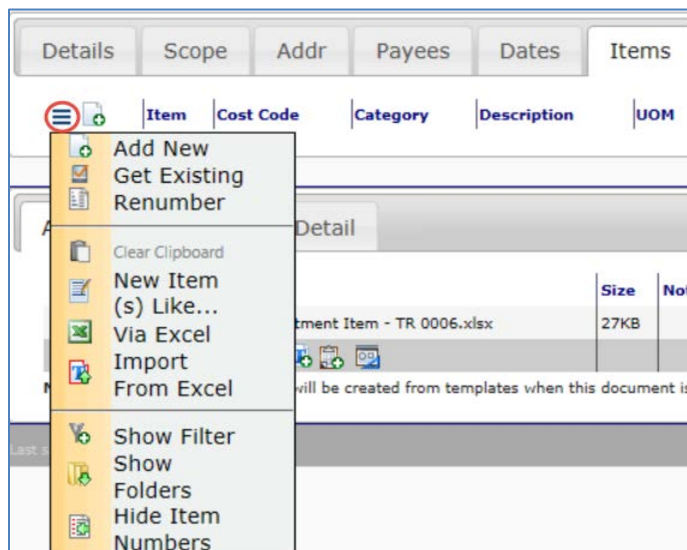 Details Scope Addr Payees Dates Items
Item Cost Code Category Description UOM
Add New
Get Existing
Renumber
Clear Clipboard
New Item
(s) Like...
Via Excel
Import
From Excel
Show Filter
Show
Folders
Hide Item
Numbers
A Detail
Size Not
tment Item - TR 0006.xlsx 27KB
N will be created from templates when this document is
Last s